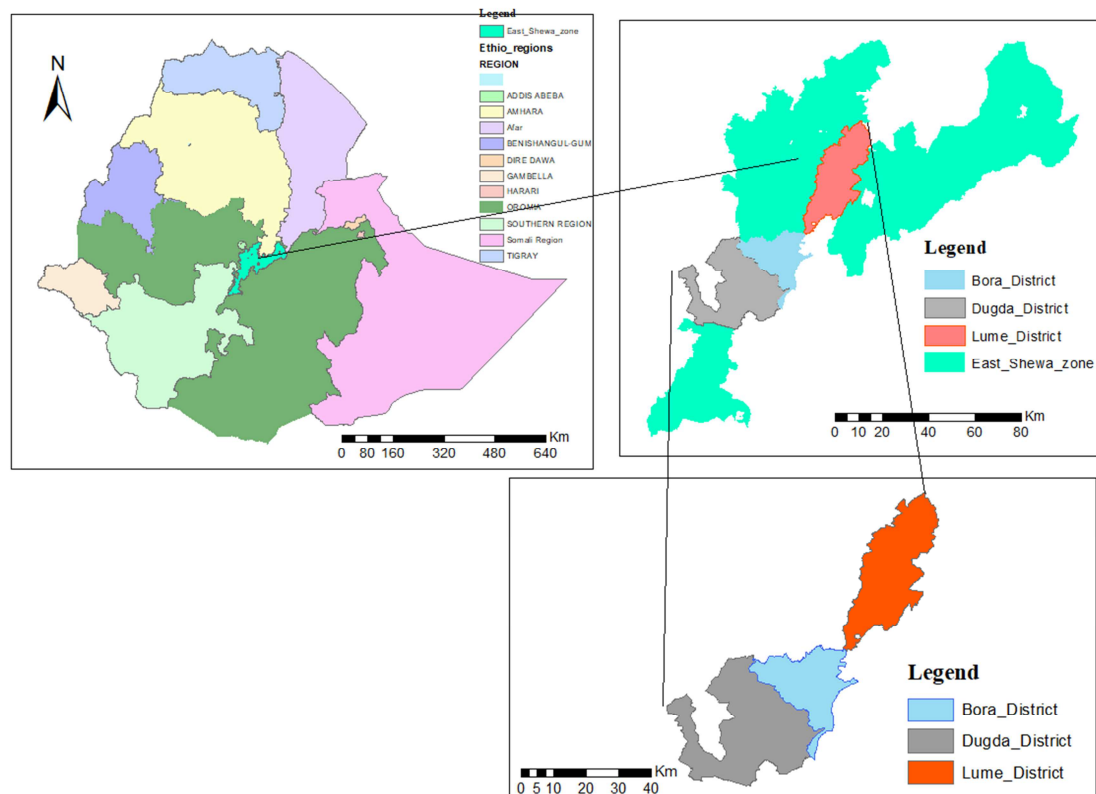 Legend
East_Shewa_zone
Ethio_regions
REGION
ADDIS ABEBA
AMHARA
Afar
BENISHANGUL-GUM
DIRE DAWA
GAMBELLA
HARARI
OROMIA
SOUTHERN REGION
Somali Region
TIGRAY
N
Km
0 80 160 320 480 640
Legend
Bora_District
Dugda_District
Lume_District
East_Shewa_zone
Km
0 10 20 40 60 80
Legend
Bora_District
Dugda_District
Lume_District
Km
0 5 10 20 30 40